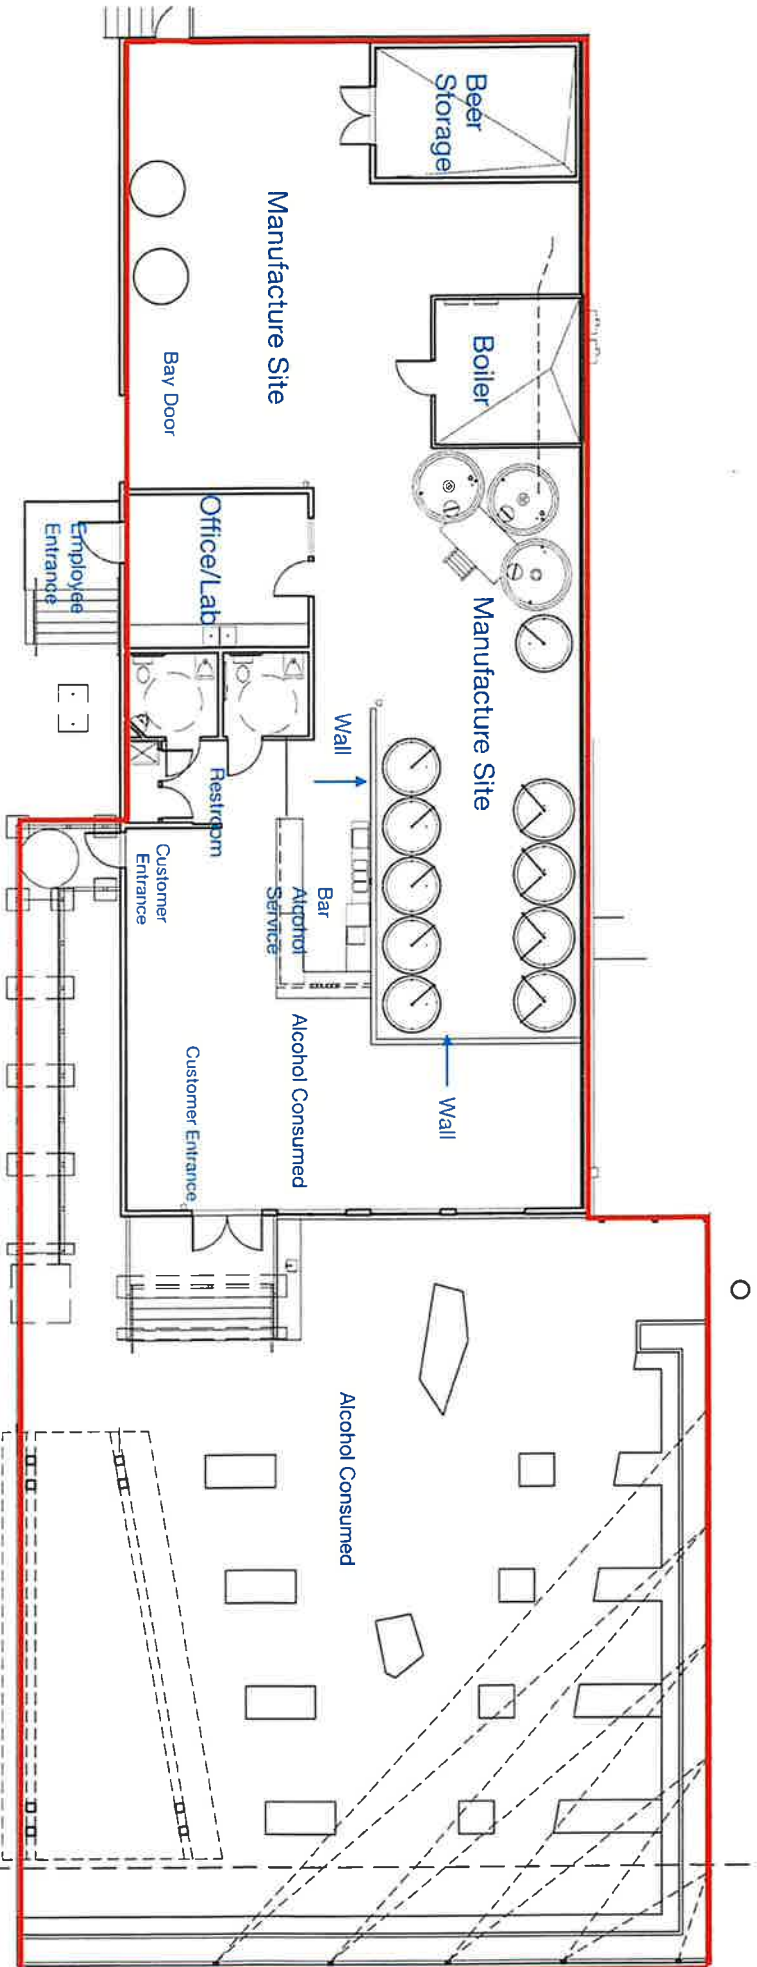 Beer
Storage
Manufacture Site
Boiler
Bay Door
Office/Lab
Employee
Entrance
Manufacture Site
Wall
Restroom
Customer
Entrance
Bar
Alcohol
Service
Alcohol Consumed
Wall
Customer Entrance
Alcohol Consumed